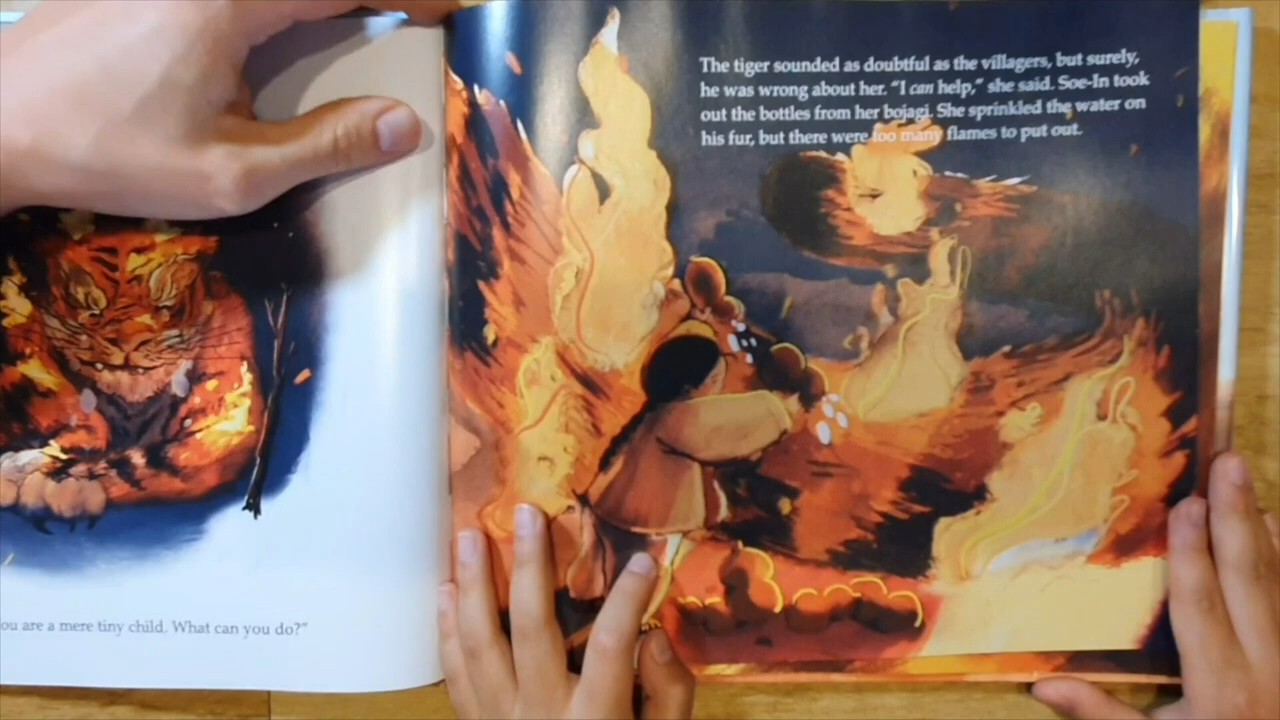 ou are a mere tiny child. What can you do?”
The tiger sounded as doubtful as the villagers, but surely,
he was wrong about her. “I can help,” she said. Soe-In took
out the bottles from her bojagi. She sprinkled the water on
his fur, but there were too many flames to put out.